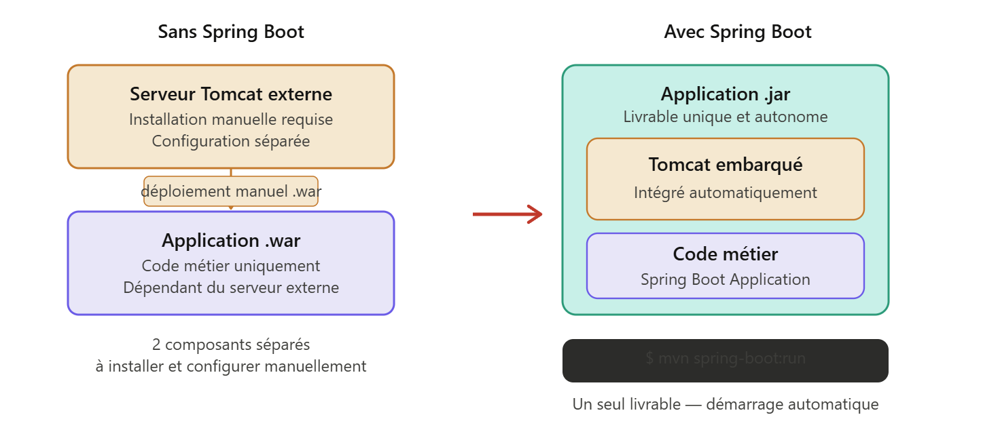 Sans Spring Boot
Serveur Tomcat externe
Installation manuelle requise
Configuration séparée
déploiement manuel .war
Application .war
Code métier uniquement
Dépendant du serveur externe
2 composants séparés
à installer et configurer manuellement
Avec Spring Boot
Application .jar
Livrable unique et autonome
Tomcat embarqué
Intégré automatiquement
Code métier
Spring Boot Application
$ mvn spring-boot:run
Un seul livrable — démarrage automatique